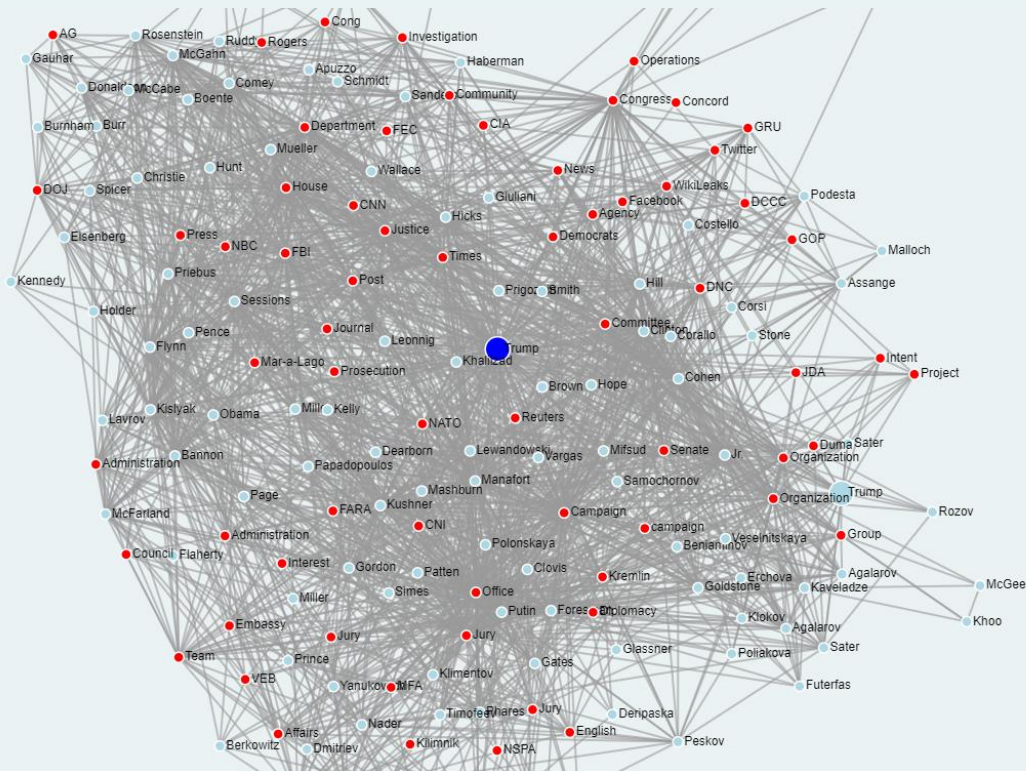 Cong
AG
Rosenstein
Rudd
Rogers
Investigation
Gauhar
McGahn
Haberman
Operations
Apuzzo
Schmidt
Comey
McCabe
Boente
Sande
Community
Congress
Concord
Burnham
Burr
Department
FEC
CIA
GRU
Mueller
Twitter
Hunt
Wallace
News
Christie
DOJ
Spicer
House
WikiLeaks
Podesta
Giuliani
Facebook
DCCC
CNN
Agency
Hicks
Costello
Eisenberg
Press
NBC
FBI
Justice
Democrats
GOP
Malloch
Times
Kennedy
Priebus
Post
Hill
DNC
Assange
Smith
Holder
Sessions
Corsi
Pence
Journal
Committee
Corallo
Stone
Flynn
Leonnig
Trump
Mar-a-Lago
Prosecution
Khalilzad
Intent
Cohen
JDA
Project
Brown
Hope
Lavrov
Kislyak
Obama
Kelly
NATO
Reuters
Bannon
Dearborn
Lewandowski
Vargas
Mifsud
Senate
Jr.
Duma
Sater
Administration
Papadopoulos
Organization
Page
Mashburn
Manafort
Samochornov
Organization
Trump
McFarland
FARA
Kushner
CNI
Campaign
campaign
Rozov
Administration
Polonskaya
Veselnitskaya
Group
Council
Flaherty
Interest
Gordon
Patten
Clovis
Kremlin
Goldstone
Erchova
Agalarov
Kaveladze
McGee
Miller
Simes
Office
Putin
Diplomacy
Klokov
Khoo
Embassy
Jury
Jury
Agalarov
Team
Prince
Glassner
Poliakova
Sater
VEB
MFA
Klimentov
Gates
Futerfas
Nader
Phares
Jury
Deripaska
Berkowitz
Affairs
Dmitriev
Kilimnik
NSPA
English
Peskov